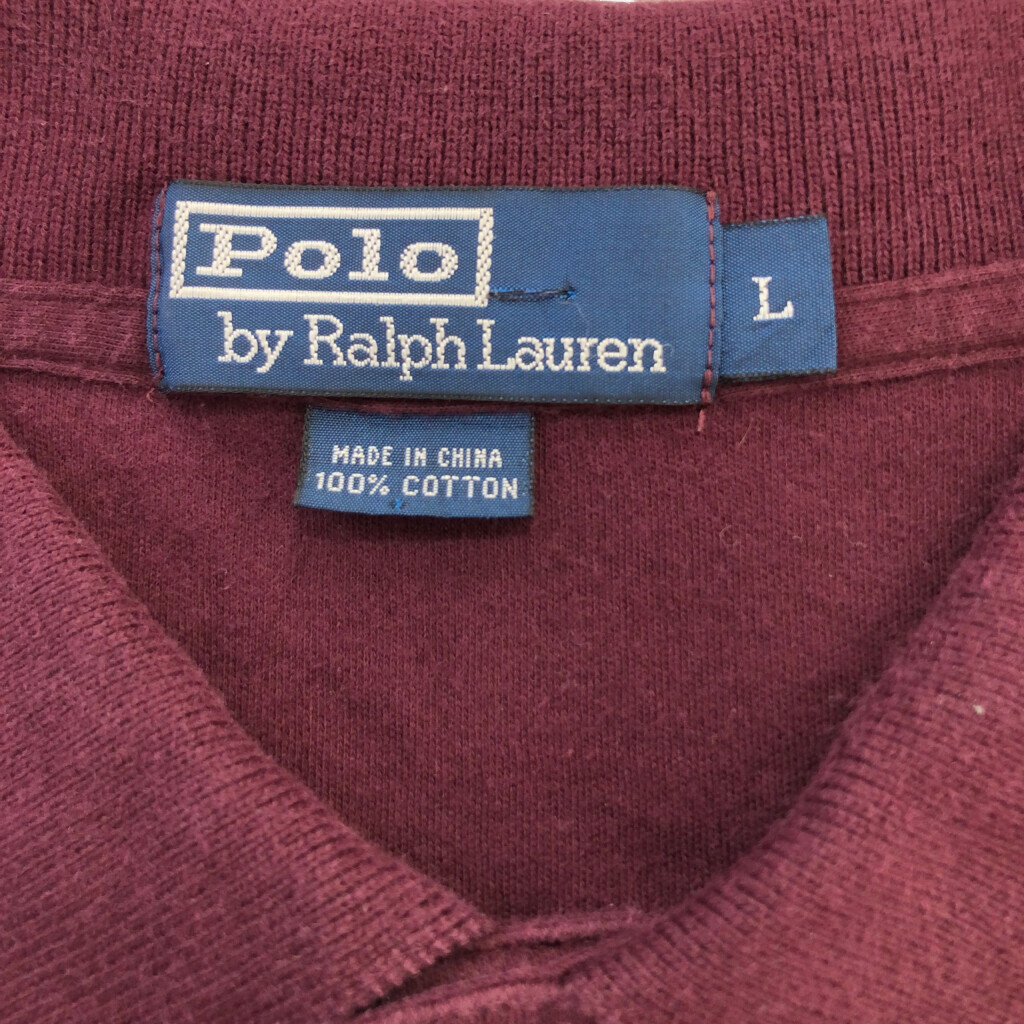 Polo
by Ralph Lauren
L
MADE IN CHINA
100% COTTON